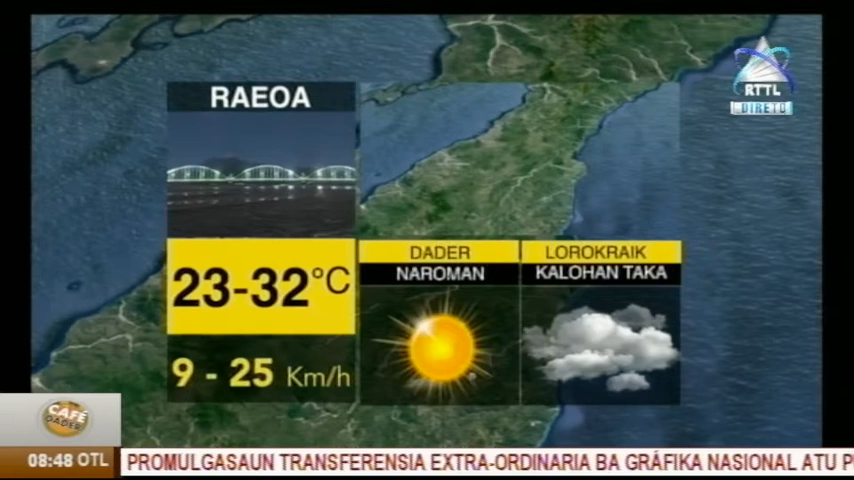 RTTL
DIRETO
RAEOA
23-32°C
9 - 25 Km/h
DADER
NAROMAN
LOROKRAIK
KALOHAN TAKA
CAFÉ
DADER
08:48 OTL
PROMULGASAUN TRANSFERENSIA EXTRA-ORDINARIA BA GRÁFIKA NASIONAL ATU